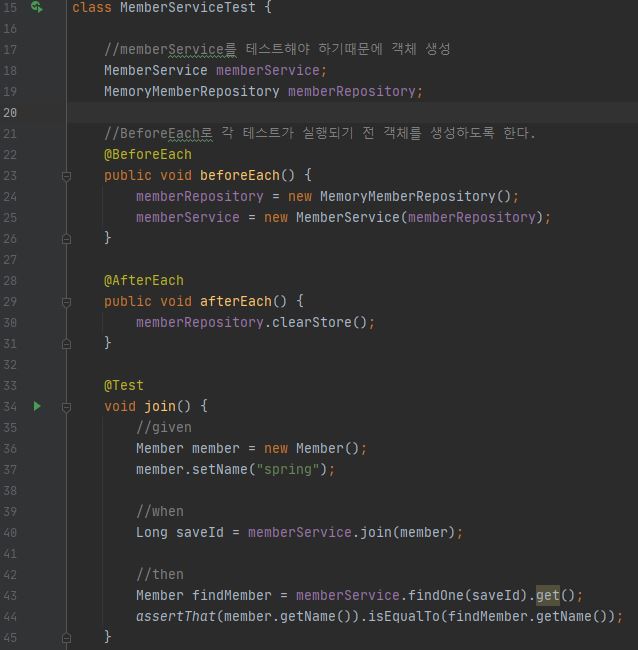 15 class MemberServiceTest {
16
17 //memberService를 테스트해야 하기때문에 객체 생성
18 MemberService memberService;
19 MemoryMemberRepository memberRepository;
20
21 //BeforeEach로 각 테스트가 실행되기 전 객체를 생성하도록 한다.
22 @BeforeEach
23 public void beforeEach() {
24 memberRepository = new MemoryMemberRepository();
25 memberService = new MemberService(memberRepository);
26 }
27
28 @AfterEach
29 public void afterEach() {
30 memberRepository.clearStore();
31 }
32
33 @Test
34 void join() {
35 //given
36 Member member = new Member();
37 member.setName("spring");
38
39 //when
40 Long saveId = memberService.join(member);
41
42 //then
43 Member findMember = memberService.findOne(saveId).get();
44 assertThat(member.getName()).isEqualTo(findMember.getName());
45 }